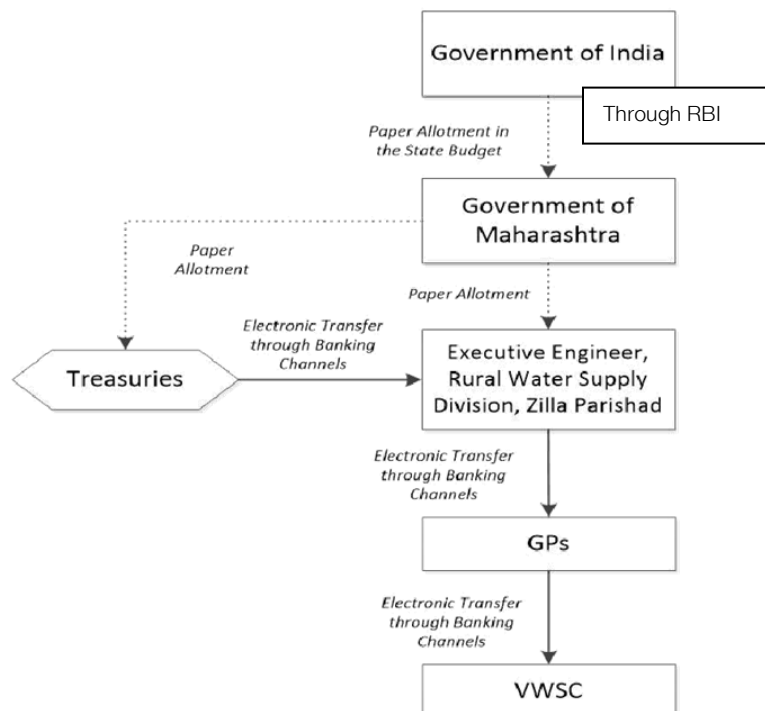 Government of India
Through RBI
Paper Allotment in
the State Budget
Government of
Maharashtra
Paper
Allotment
Paper Allotment
Electronic Transfer
through Banking
Channels
Treasuries
Executive Engineer,
Rural Water Supply
Division, Zilla Parishad
Electronic Transfer
through Banking
Channels
GPs
Electronic Transfer
through Banking
Channels
VWSC